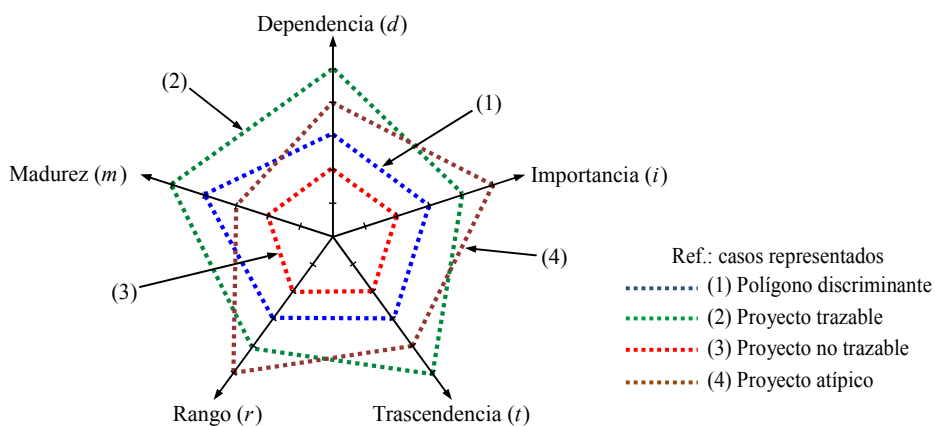 Dependencia (d)
(2)
(1)
Madurez (m)
Importancia (i)
(4)
(3)
Rango (r)
Trascendencia (t)
Ref.: casos representados
(1) Polígono discriminante
(2) Proyecto trazable
(3) Proyecto no trazable
(4) Proyecto atípico